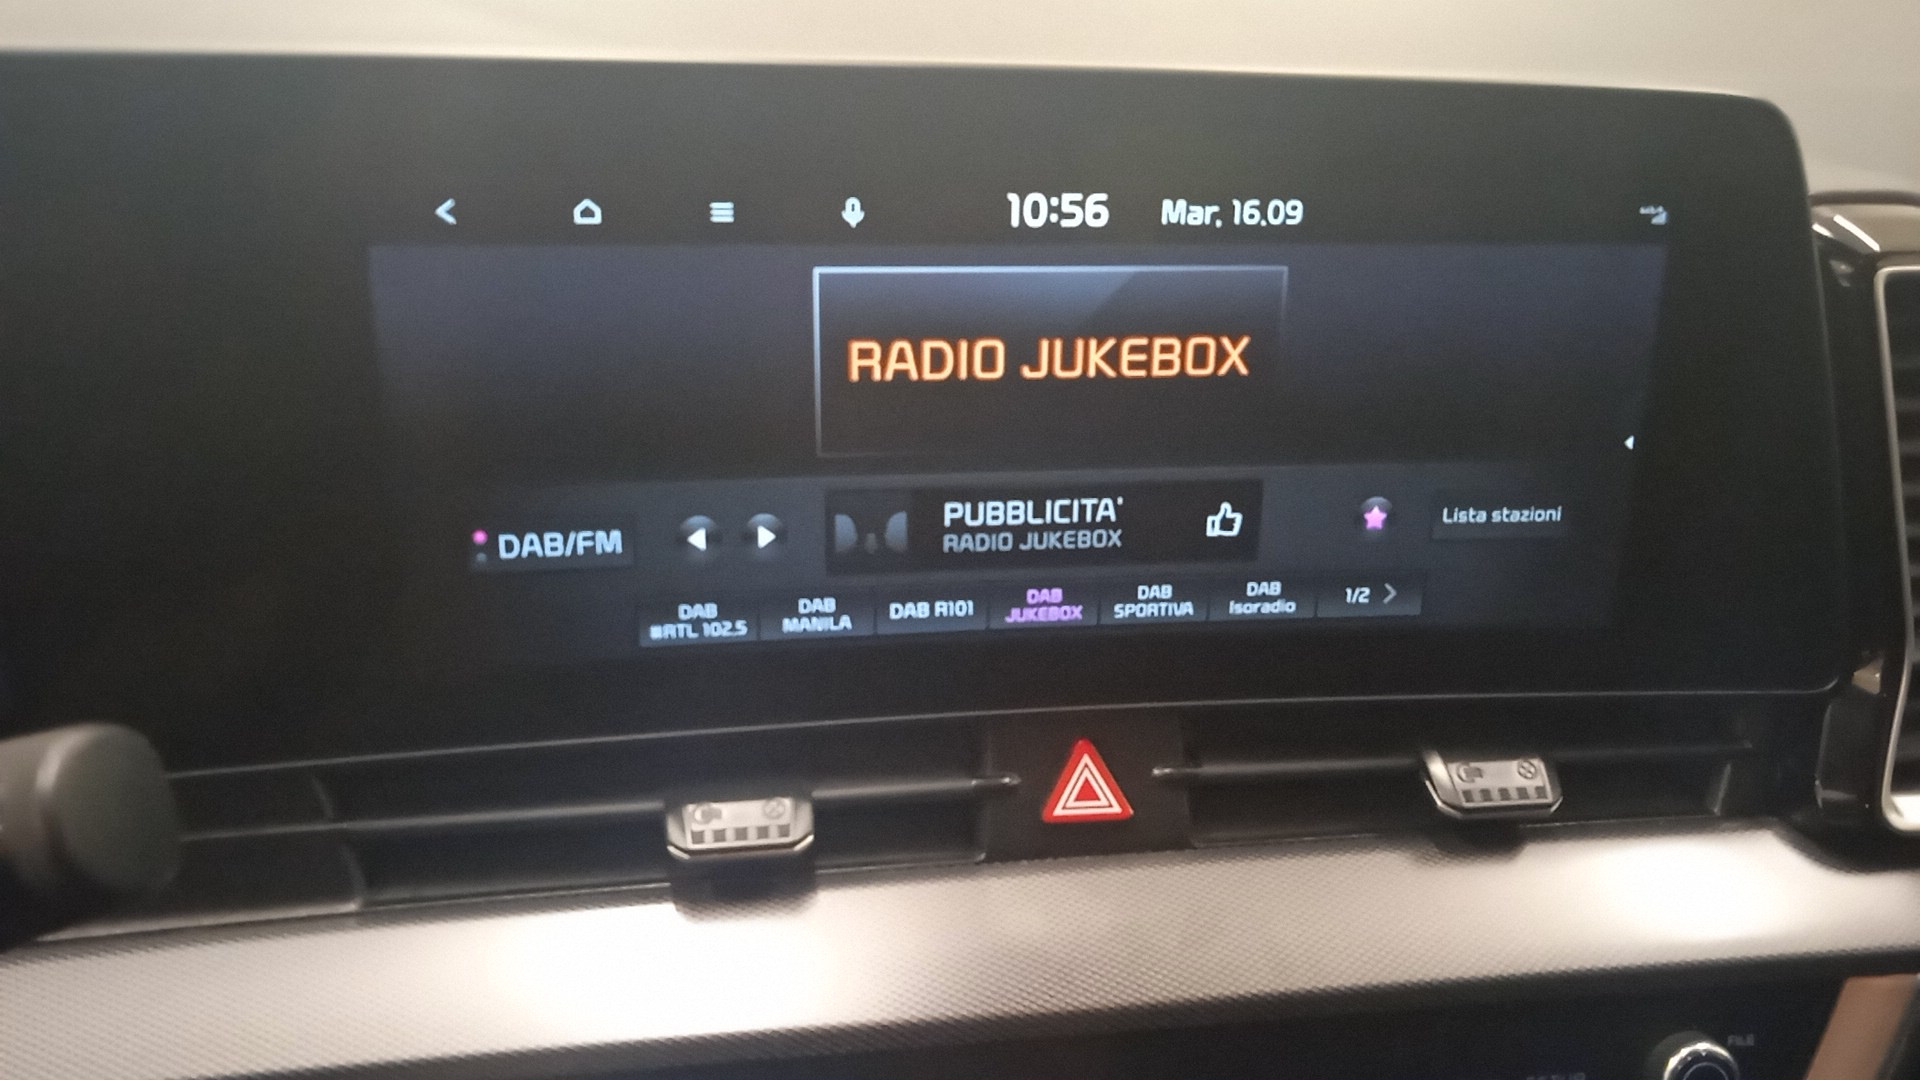 10:56 Mar. 16.09
RADIO JUKEBOX
DAB/FM
PUBBLICITA'
RADIO JUKEBOX
Lista stazioni
DAB
#RTL 102.5
DAB
MANILA
DAB R101
DAB
JUKEBOX
DAB
SPORTIVA
DAB
Isoradio
1/2
FILE